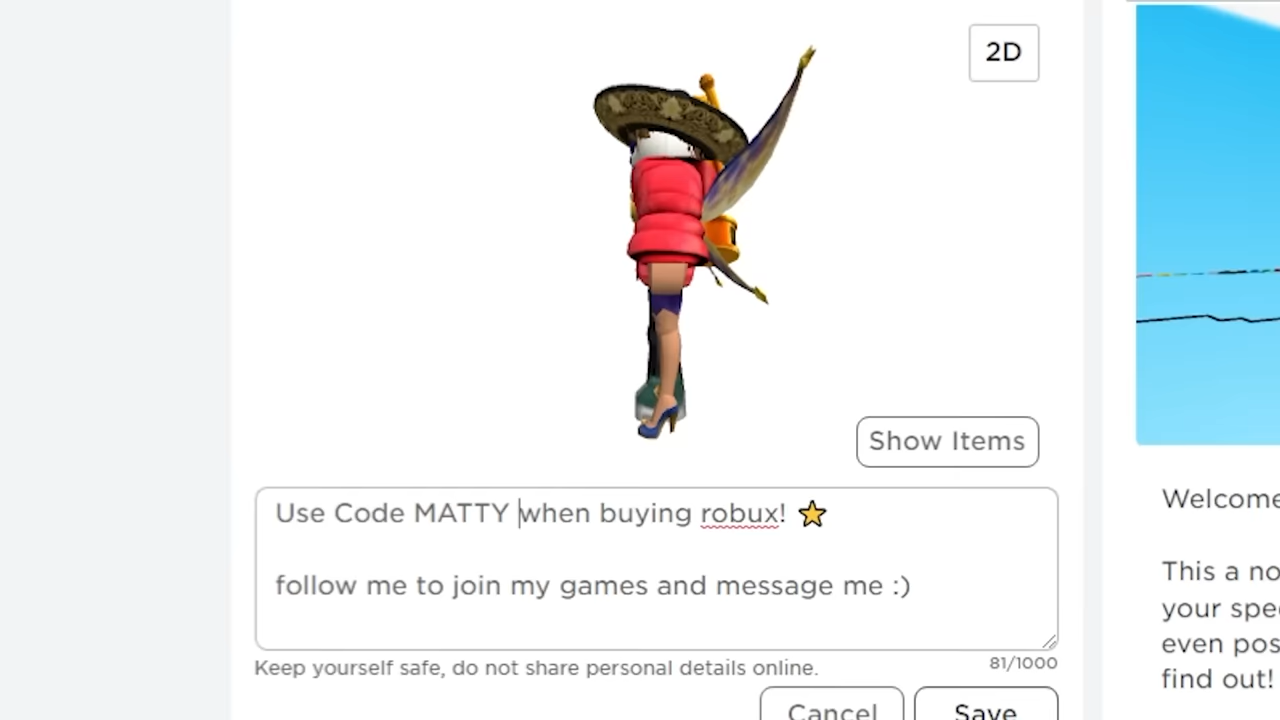 2D
Show Items
Use Code MATTY when buying robux! ⭐
follow me to join my games and message me :)
Keep yourself safe, do not share personal details online.
81/1000
Cancel
Save
Welcome
This a no
your spe
even pos
find out!